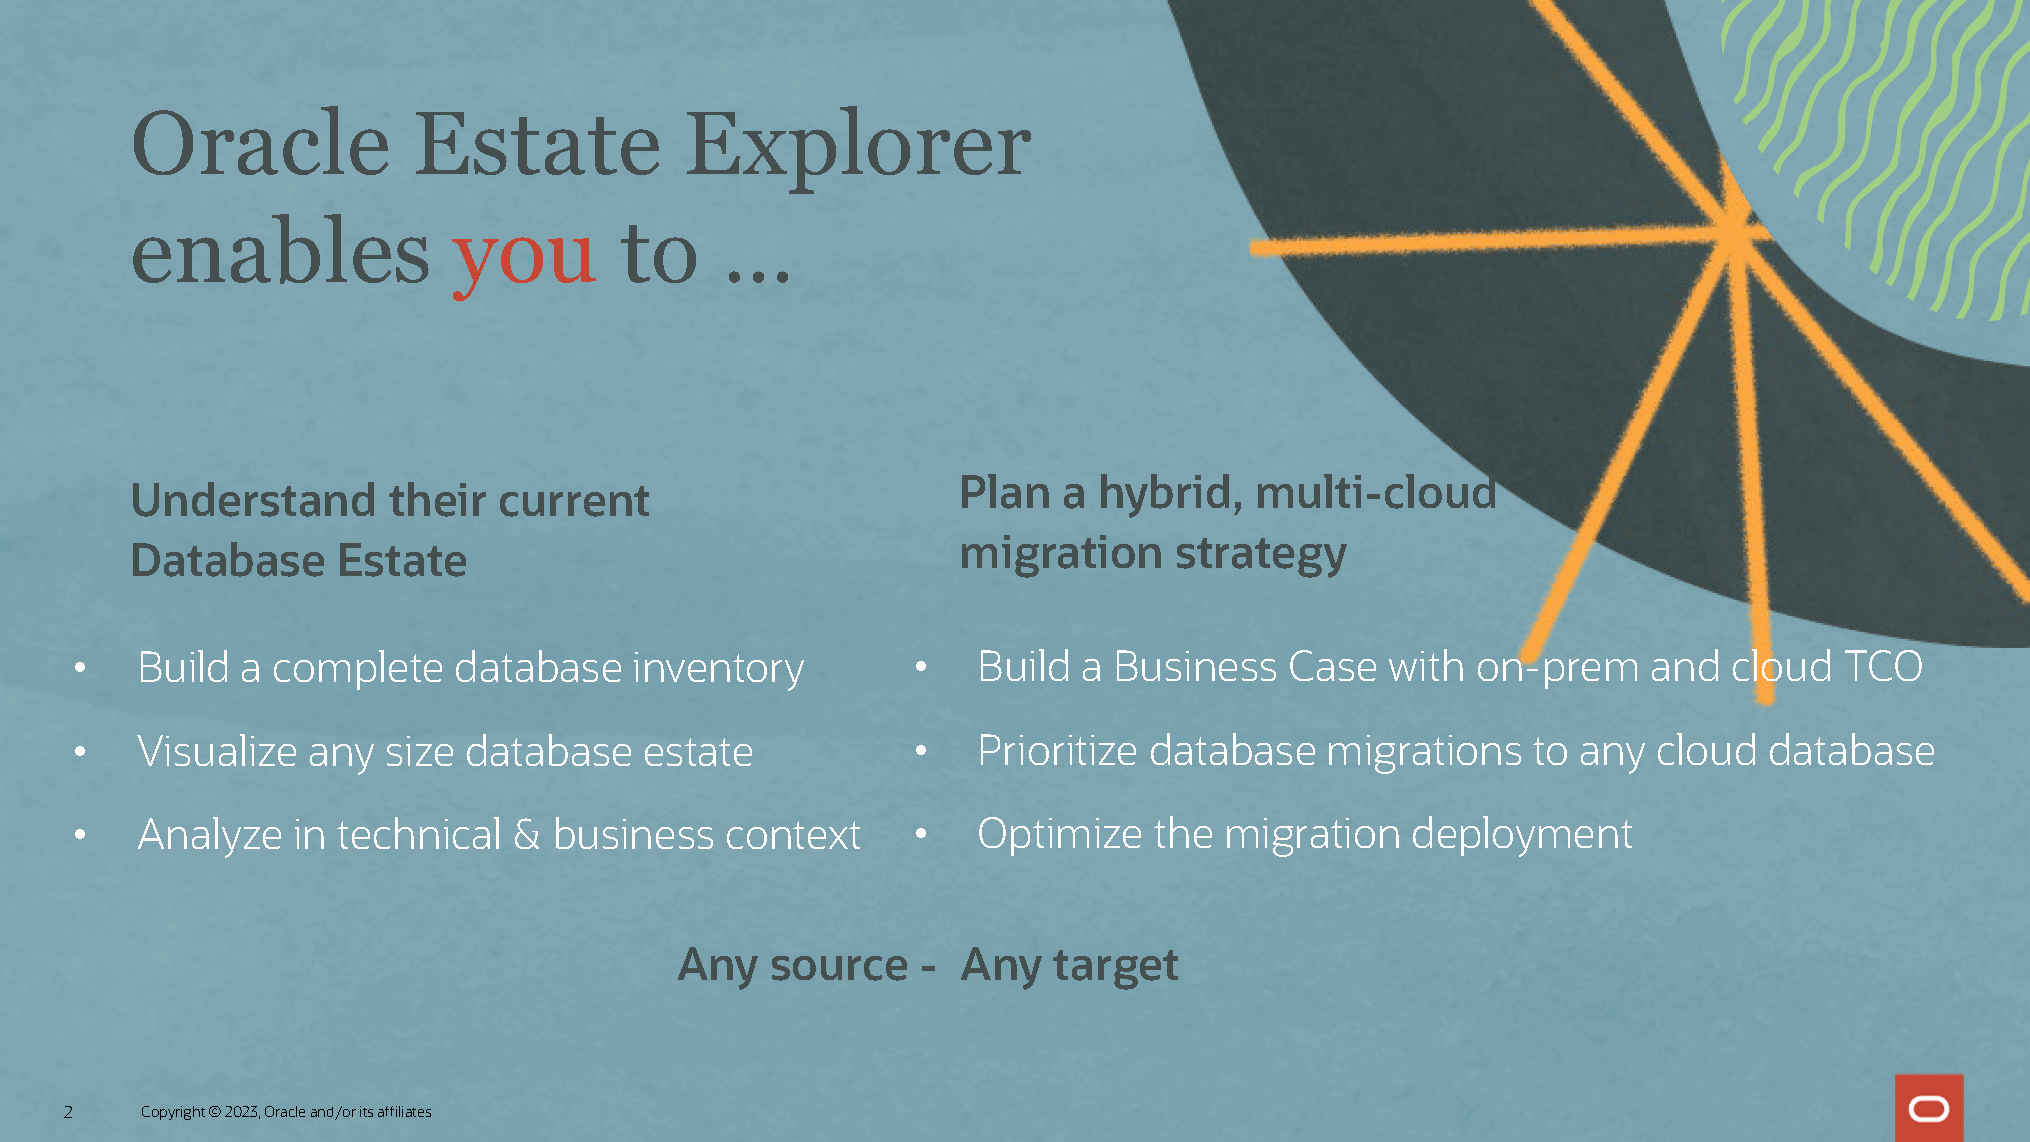 Oracle Estate Explorer
enables you to ...
Understand their current
Database Estate
• Build a complete database inventory
• Visualize any size database estate
• Analyze in technical & business context
Plan a hybrid, multi-cloud
migration strategy
• Build a Business Case with on-prem and cloud TCO
• Prioritize database migrations to any cloud database
• Optimize the migration deployment
Any source - Any target
2 Copyright © 2023, Oracle and/or its affiliates